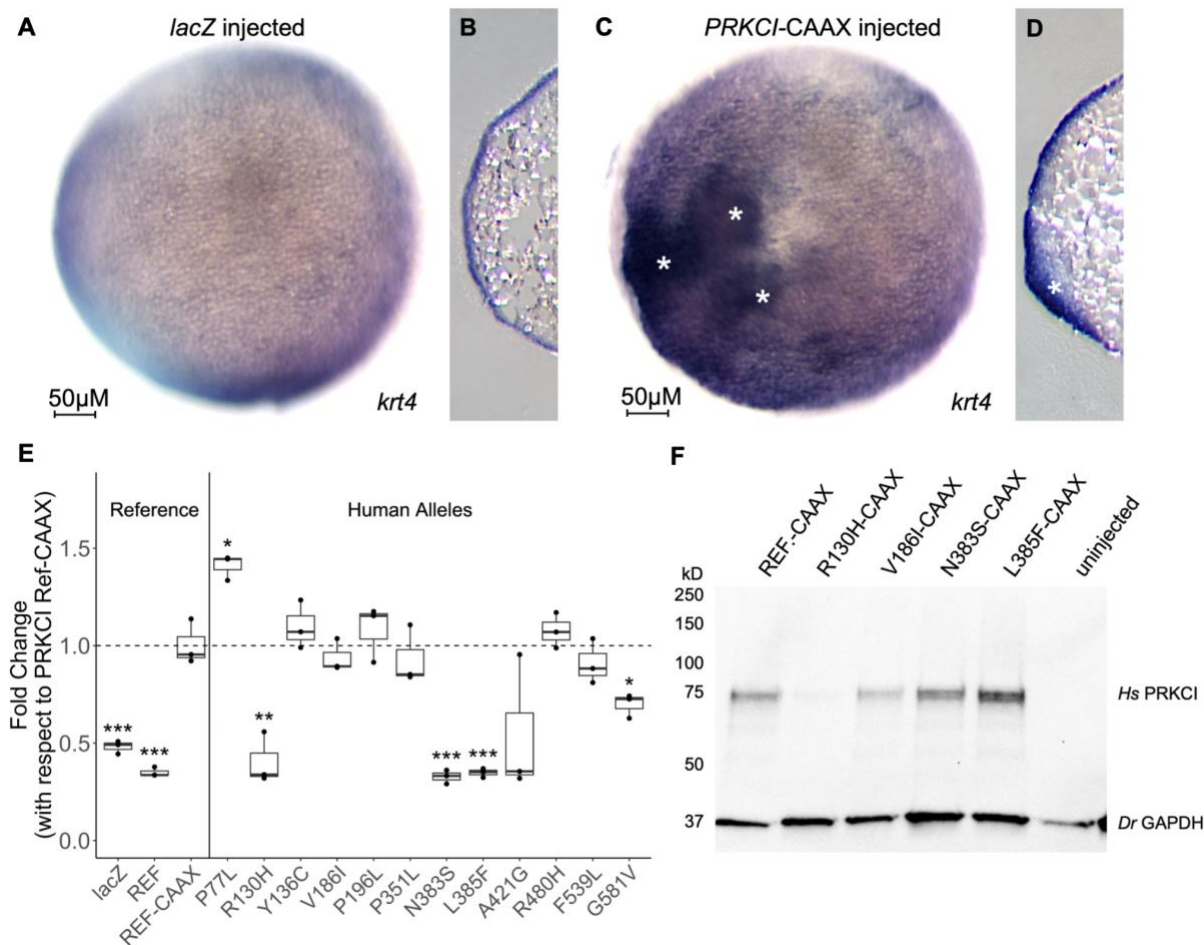 A
lacZ injected
B
C
PRKCI-CAAX injected
D
50µM
krt4
50µM
krt4
E
Fold Change
(with respect to PRKCI Ref-CAAX)
Reference
Human Alleles
1.5
1.0
0.5
0.0
*
***
***
**
***
***
*
lacZ
REF
REF-CAAX
P77L
R130H
Y136C
V186I
P196L
P351L
N383S
L385F
A421G
R480H
F539L
G581V
F
REF.-CAAX
R130H-CAAX
V186I-CAAX
N383S-CAAX
L385F-CAAX
uninjected
kD
250
150
100
75
50
37
Hs PRKCI
Dr GAPDH